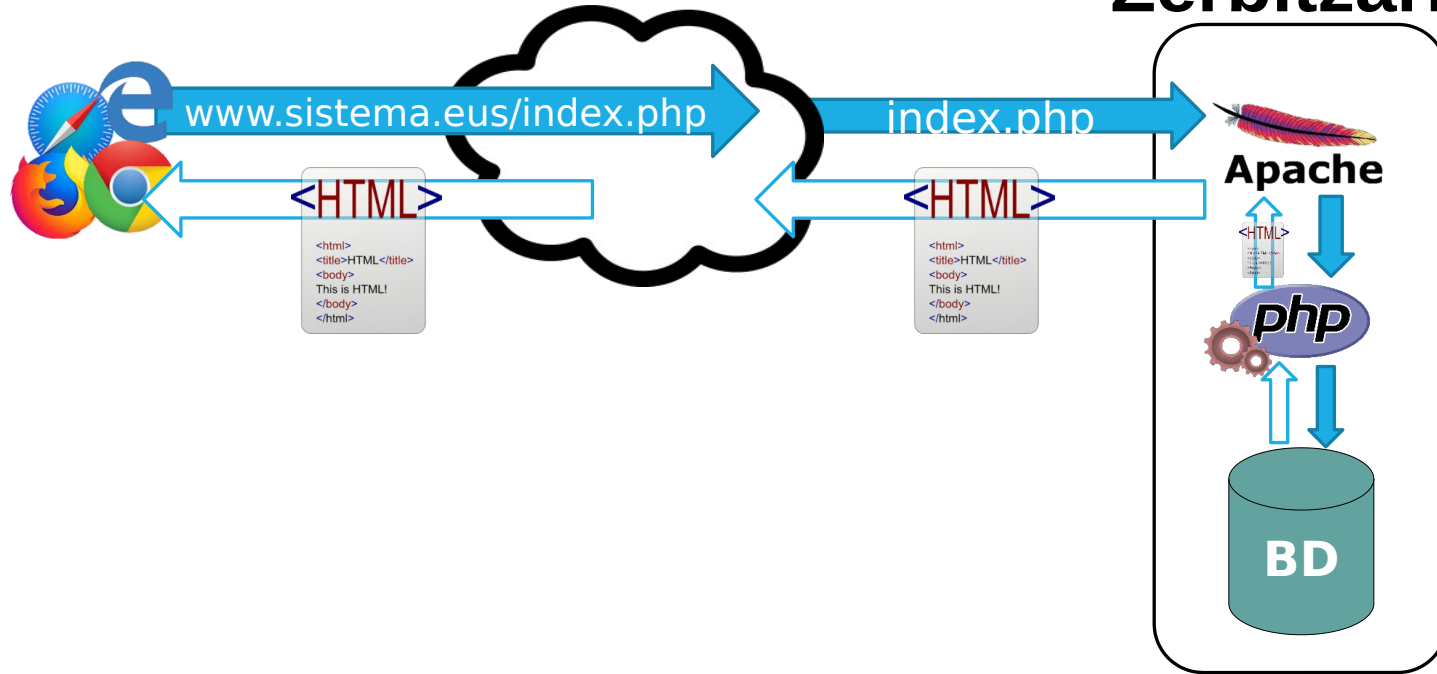 www.sistema.eus/index.php
index.php
Apache
<HTML>
<html>
<title>HTML</title>
<body>
This is HTML!
</body>
</html>
<HTML>
<html>
<title>HTML</title>
<body>
This is HTML!
</body>
</html>
<HTML>
php
BD